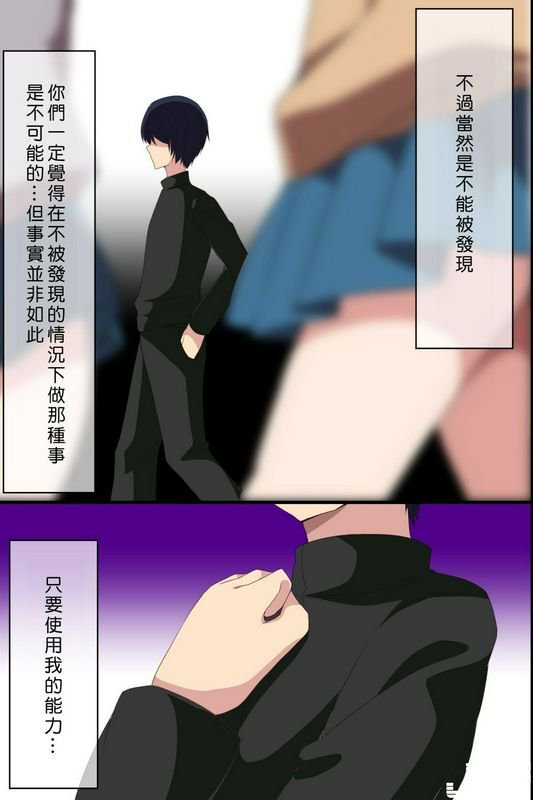 不過當然是不能被發現
你們一定覺得在不被發現的情況下做那種事
是不可能的…但事實並非如此
只要使用我的能力…